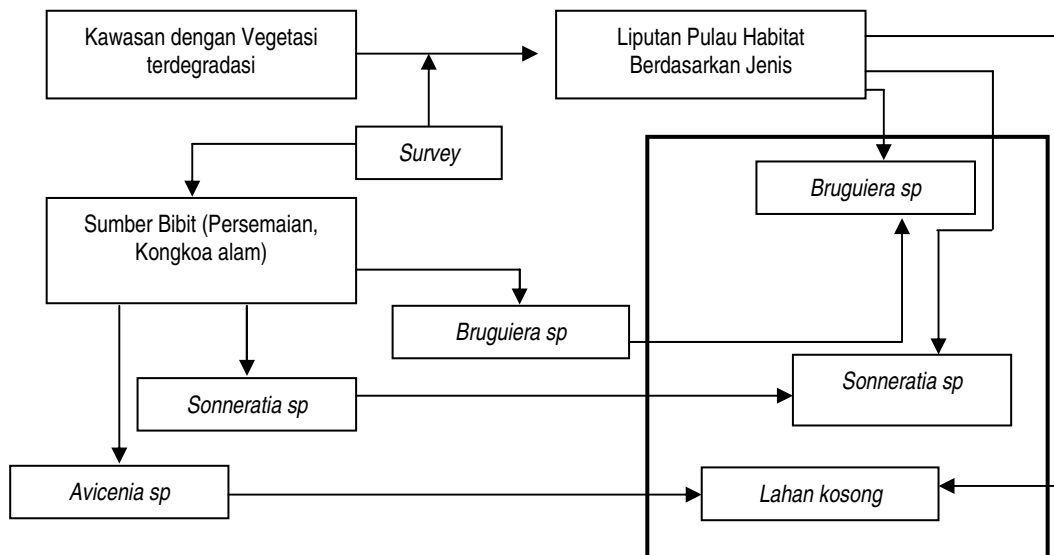 Kawasan dengan Vegetasi
terdegradasi
Liputan Pulau Habitat
Berdasarkan Jenis
Survey
Bruguiera sp
Sumber Bibit (Persemaian,
Kongkoa alam)
Bruguiera sp
Sonneratia sp
Sonneratia sp
Avicenia sp
Lahan kosong